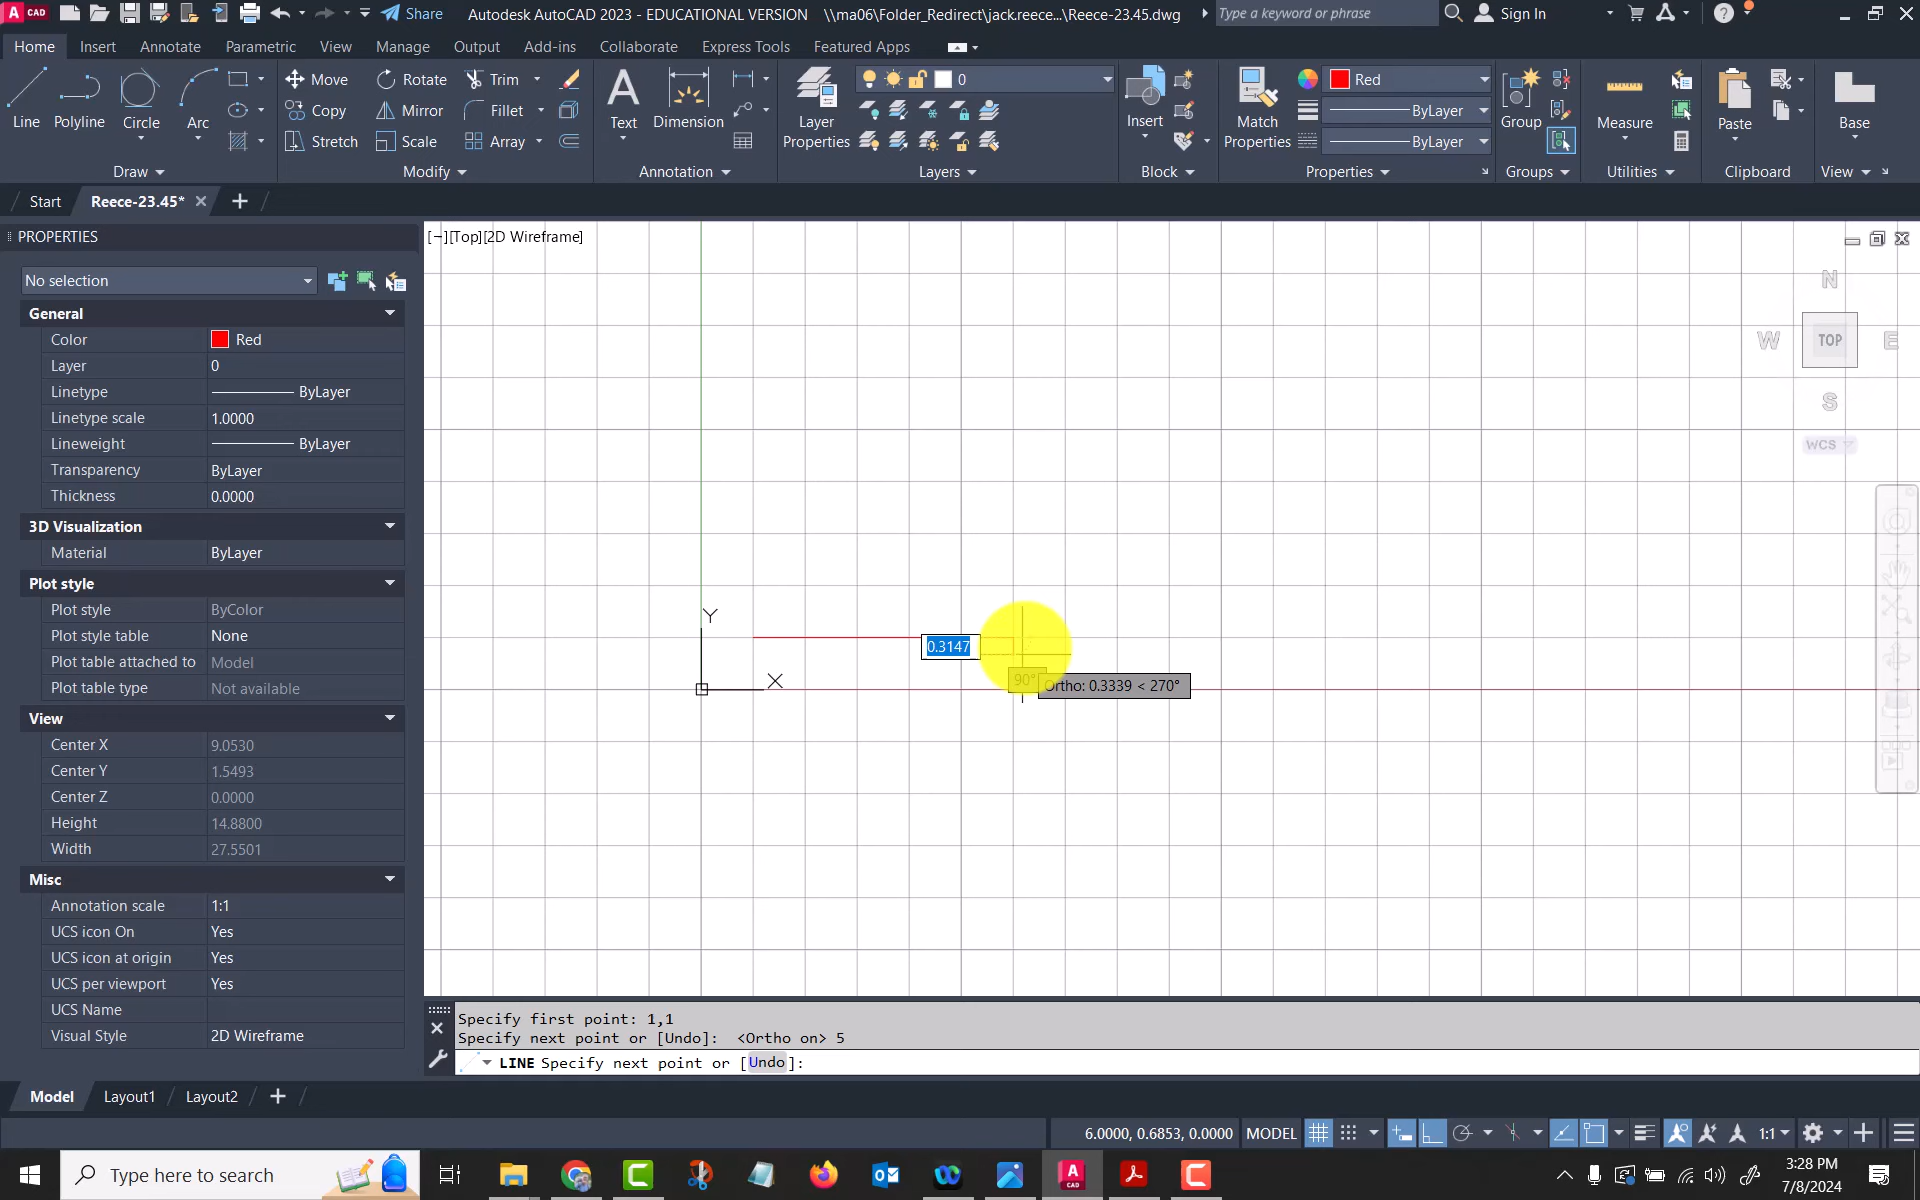 CAD
Share
Autodesk AutoCAD 2023 - EDUCATIONAL VERSION
\\ma06\Folder_Redirect\jack.reece...\Reece-23.45.dwg
Type a keyword or phrase
Sign In
Home
Insert
Annotate
Parametric
View
Manage
Output
Add-ins
Collaborate
Express Tools
Featured Apps
Line
Polyline
Circle
Arc
Draw
Move
Rotate
Trim
Copy
Mirror
Fillet
Stretch
Scale
Array
Modify
Text
Dimension
Annotation
Layer
Properties
0
Layers
Insert
Block
Match
Properties
Red
ByLayer
ByLayer
Properties
Group
Groups
Measure
Utilities
Paste
Clipboard
Base
View
Start
Reece-23.45*
PROPERTIES
No selection
General
Color Red
Layer 0
Linetype ByLayer
Linetype scale 1.0000
Lineweight ByLayer
Transparency ByLayer
Thickness 0.0000
3D Visualization
Material ByLayer
Plot style
Plot style ByColor
Plot style table None
Plot table attached to Model
Plot table type Not available
View
Center X 9.0530
Center Y 1.5493
Center Z 0.0000
Height 14.8800
Width 27.5501
Misc
Annotation scale 1:1
UCS icon On Yes
UCS icon at origin Yes
UCS per viewport Yes
UCS Name
Visual Style 2D Wireframe
[−][Top][2D Wireframe]
N
W
TOP
E
S
WCS
Y
X
0.3147
90°
Ortho: 0.3339 < 270°
Specify first point: 1,1
Specify next point or [Undo]: <Ortho on> 5
LINE Specify next point or [Undo]:
Model
Layout1
Layout2
6.0000, 0.6853, 0.0000
MODEL
1:1
Type here to search
3:28 PM
7/8/2024